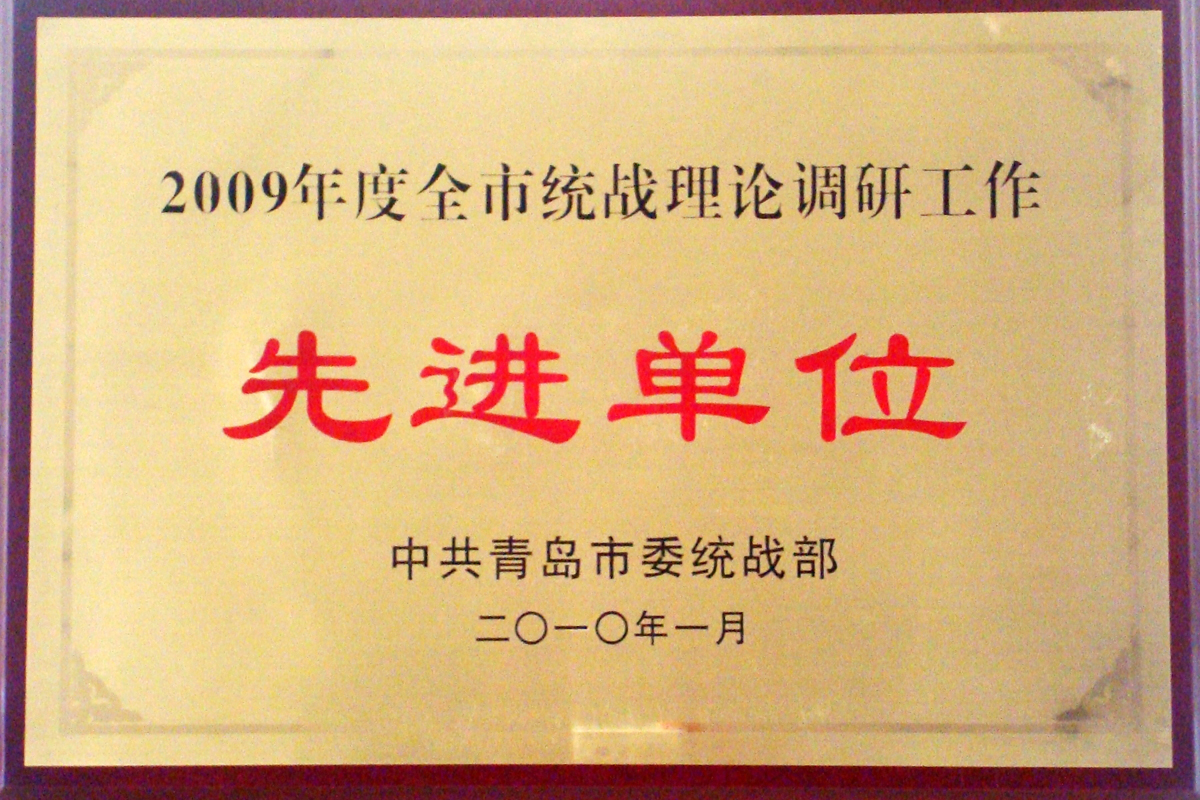 2009年度全市统战理论调研工作
先进单位
中共青岛市委统战部
二〇一〇年一月